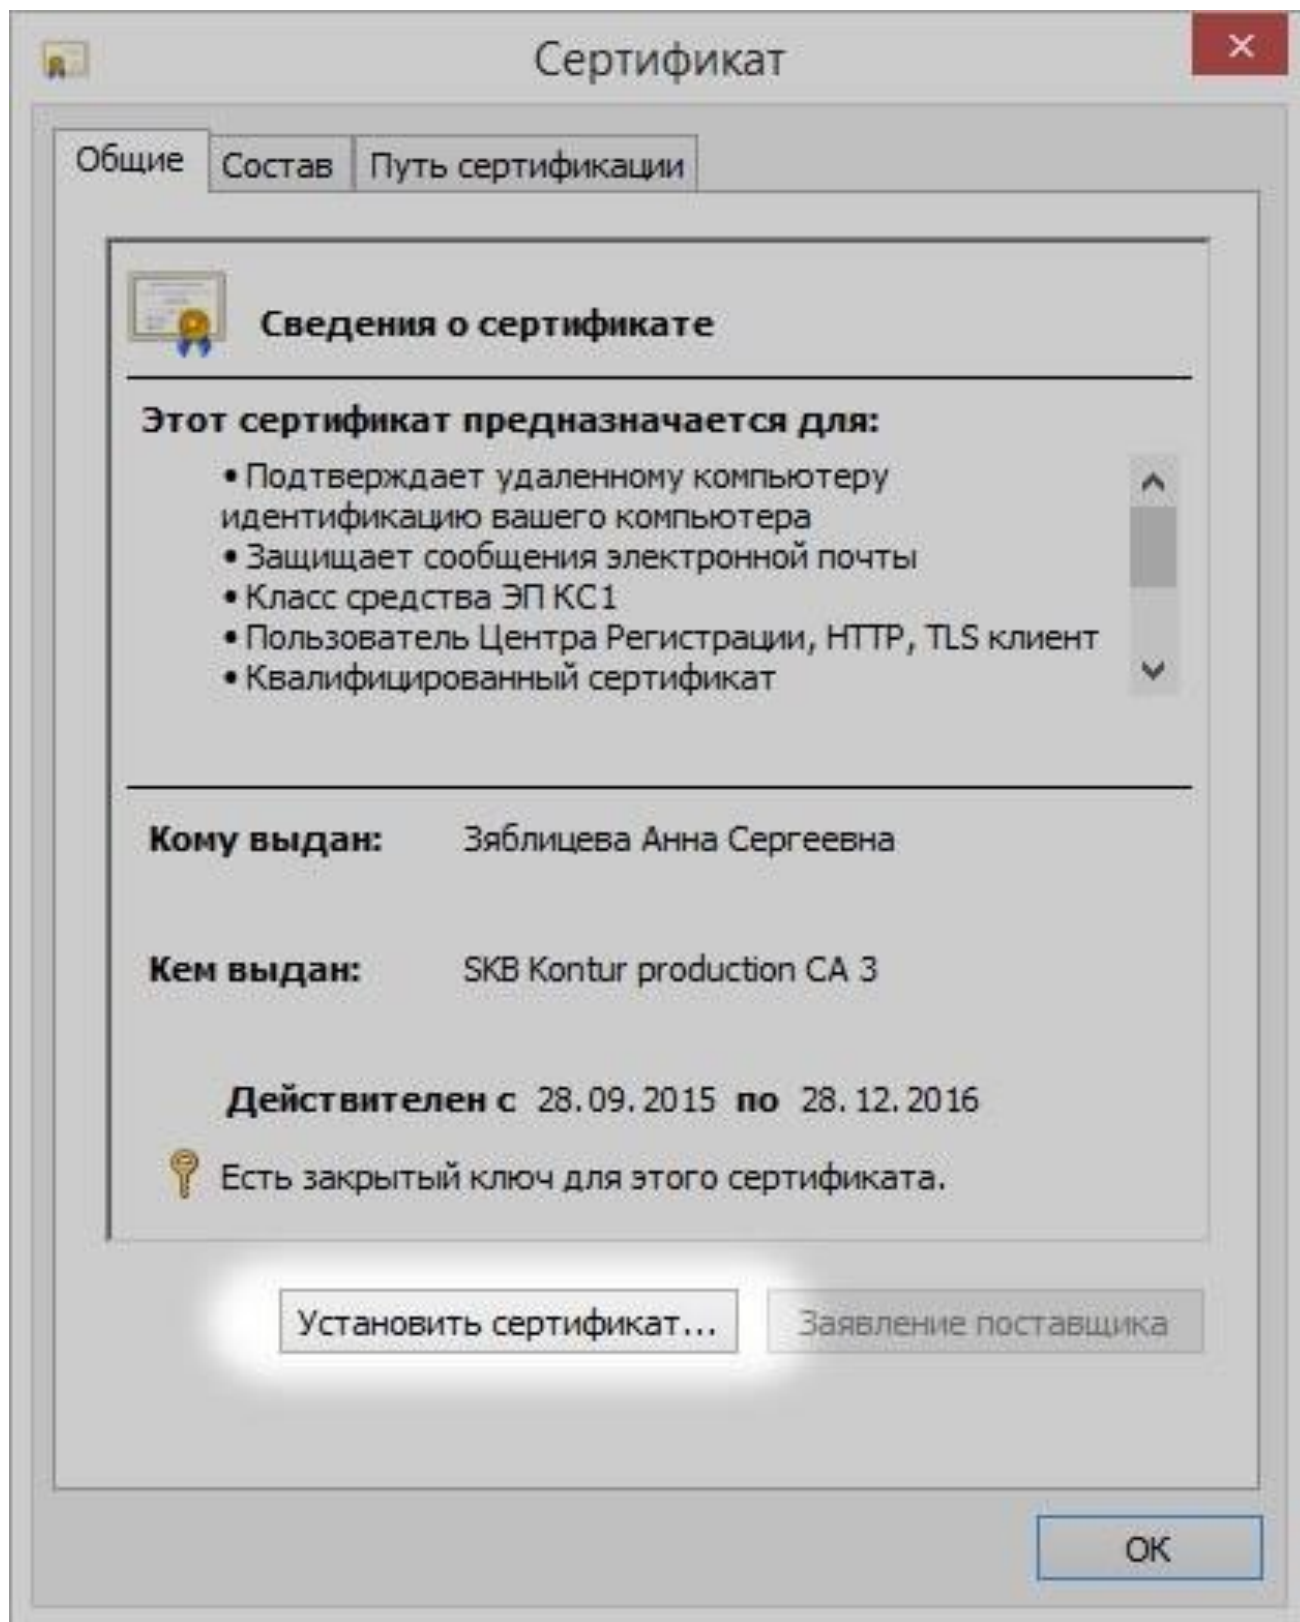 Сертификат
Общие Состав Путь сертификации
Сведения о сертификате
Этот сертификат предназначается для:
• Подтверждает удаленному компьютеру
идентификацию вашего компьютера
• Защищает сообщения электронной почты
• Класс средства ЭП КС1
• Пользователь Центра Регистрации, HTTP, TLS клиент
• Квалифицированный сертификат
Кому выдан: Зяблицева Анна Сергеевна
Кем выдан: SKB Kontur production CA 3
Действителен с 28.09.2015 по 28.12.2016
Есть закрытый ключ для этого сертификата.
Установить сертификат... Заявление поставщика
ОК